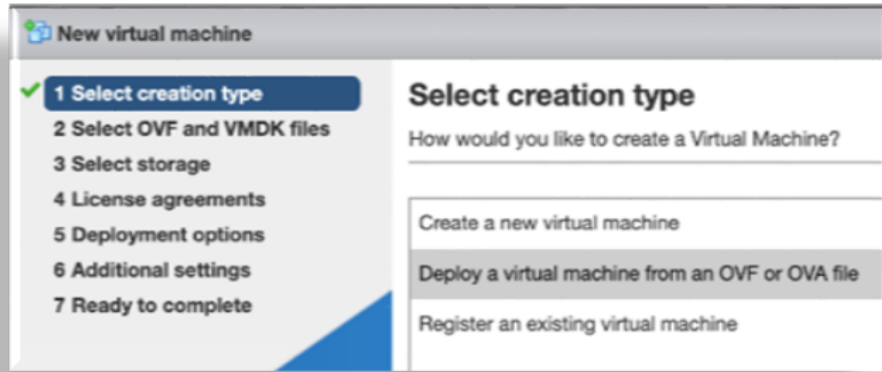 New virtual machine
1 Select creation type
2 Select OVF and VMDK files
3 Select storage
4 License agreements
5 Deployment options
6 Additional settings
7 Ready to complete
Select creation type
How would you like to create a Virtual Machine?
Create a new virtual machine
Deploy a virtual machine from an OVF or OVA file
Register an existing virtual machine